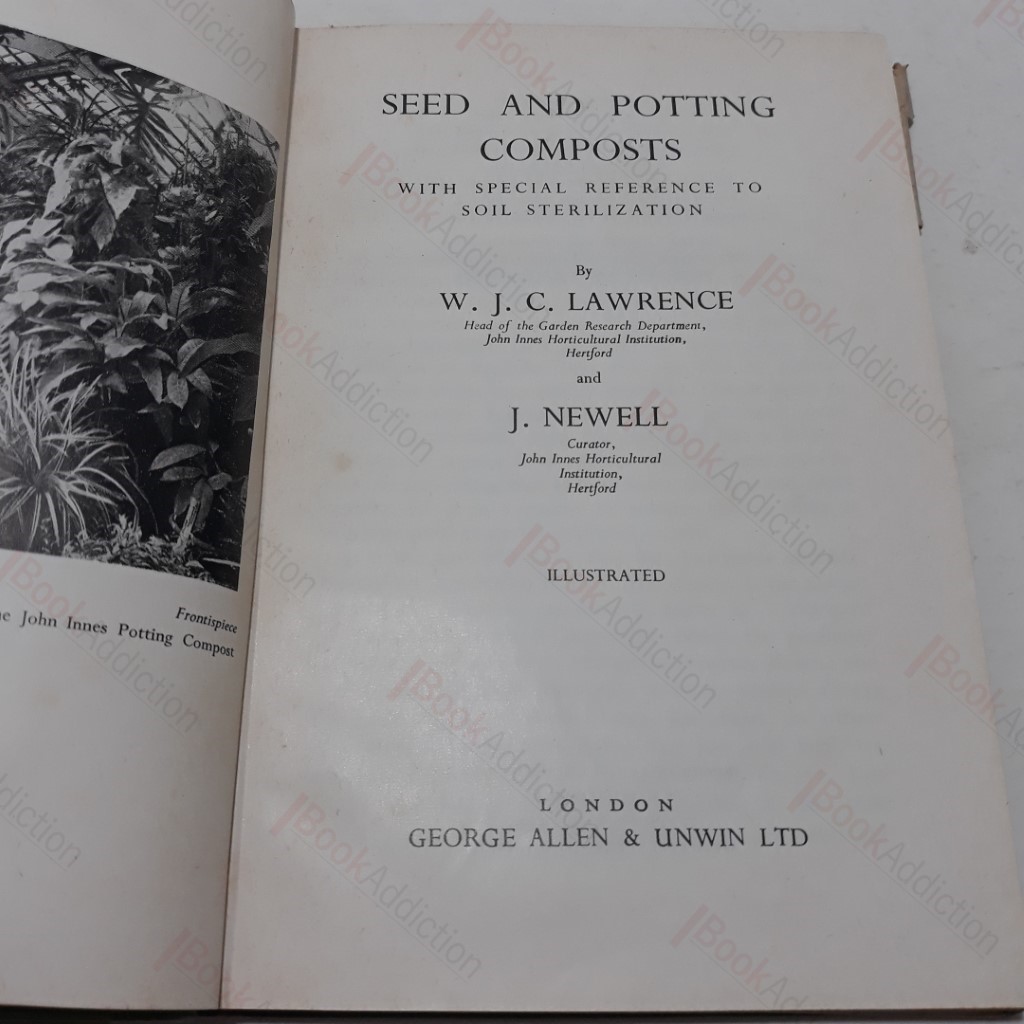 Frontispiece
John Innes Potting Compost
SEED AND POTTING
COMPOSTS
WITH SPECIAL REFERENCE TO
SOIL STERILIZATION
By
W. J. C. LAWRENCE
Head of the Garden Research Department,
John Innes Horticultural Institution,
Hertford
and
J. NEWELL
Curator,
John Innes Horticultural
Institution,
Hertford
ILLUSTRATED
LONDON
GEORGE ALLEN & UNWIN LTD
BookAddiction